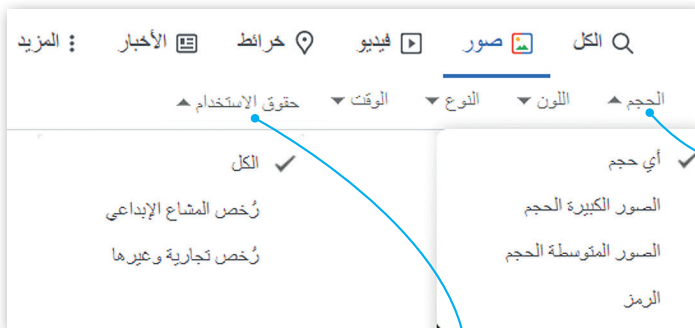 الكل صور فيديو خرائط الأخبار المزيد
الحجم اللون النوع الوقت حقوق الاستخدام
أي حجم
الصور الكبيرة الحجم
الصور المتوسطة الحجم
الرمز
الكل
رُخص المشاع الإبداعي
رُخص تجارية وغيرها